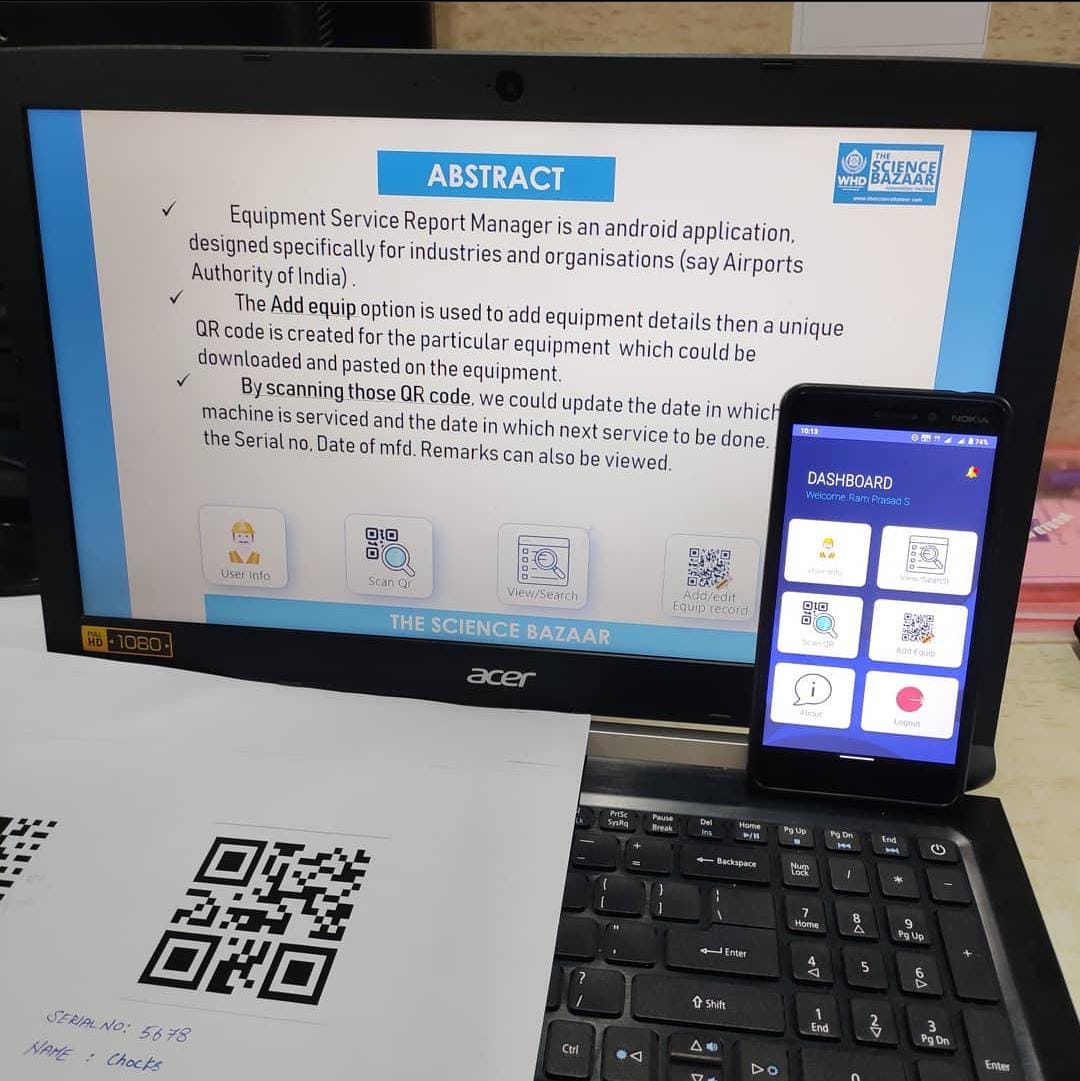 ABSTRACT
WHD
THE
SCIENCE
BAZAAR
www.thesciencebazaar.com
Equipment Service Report Manager is an android application,
designed specifically for industries and organisations (say Airports
Authority of India) .
The Add equip option is used to add equipment details then a unique
QR code is created for the particular equipment which could be
downloaded and pasted on the equipment.
By scanning those QR code, we could update the date in which
machine is serviced and the date in which next service to be done.
the Serial no, Date of mfd. Remarks can also be viewed.
User Info
Scan Qr
View/Search
Add/edit
Equip record
THE SCIENCE BAZAAR
FULL
HD
1080
acer
NOKIA
10:13
74%
DASHBOARD
Welcome Ram Prasad S
User Info
View/Search
Scan QR
Add Equip
About
Logout
SERIAL NO: 5678
NAME : Chocks
PrtSc
SysRq
Pause
Break
Del
Ins
Home
Pg Up
Pg Dn
End
Backspace
Num
Lock
/
*
-
{
[
}
]
|
\
7
Home
8
9
Pg Up
+
"
'
Enter
4
5
6
?
/
Shift
1
End
2
3
Pg Dn
Ctrl
Enter
0